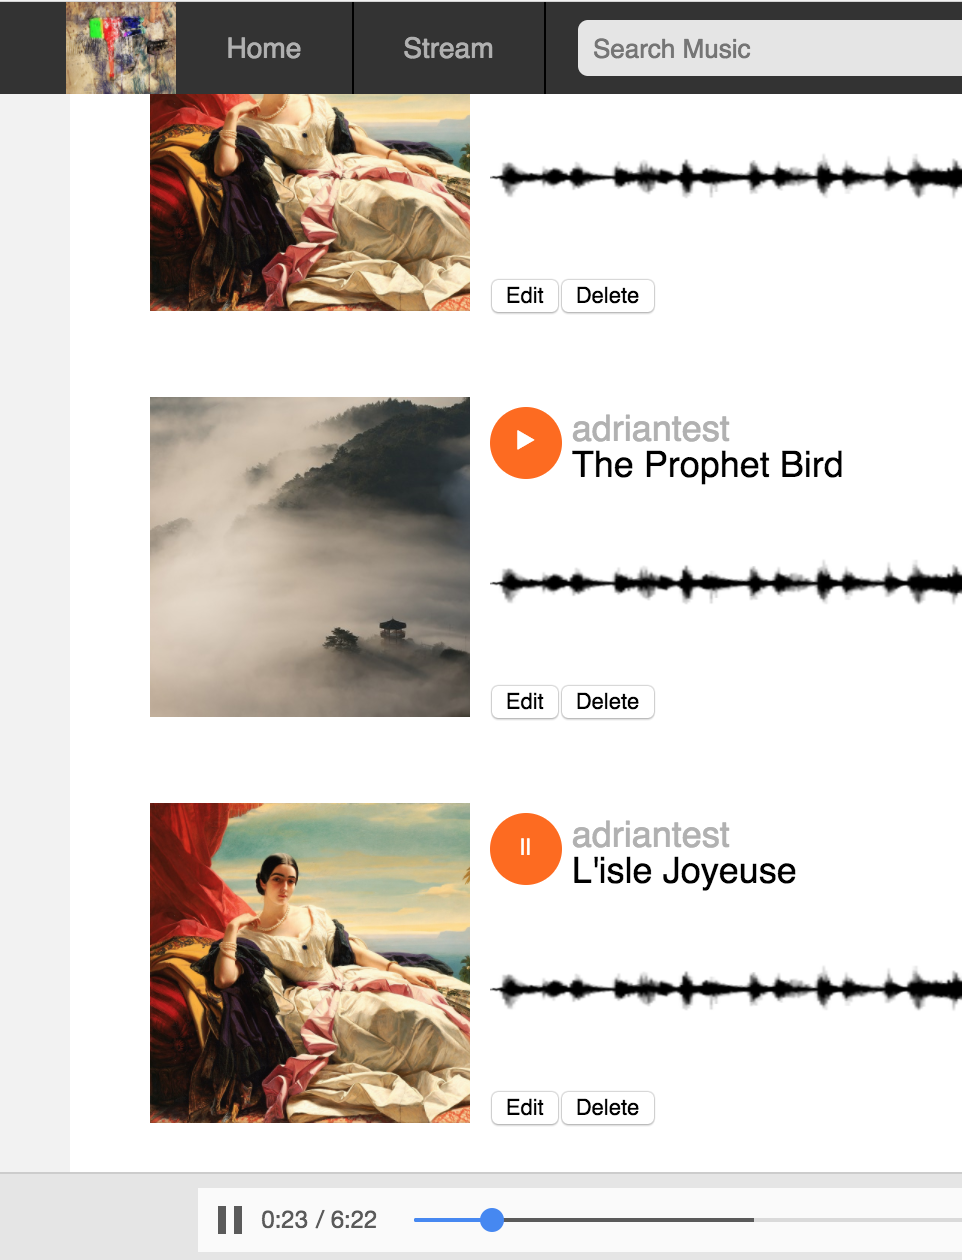 Home
Stream
Search Music
Edit
Delete
adriantest
The Prophet Bird
Edit
Delete
adriantest
L'isle Joyeuse
Edit
Delete
0:23 / 6:22